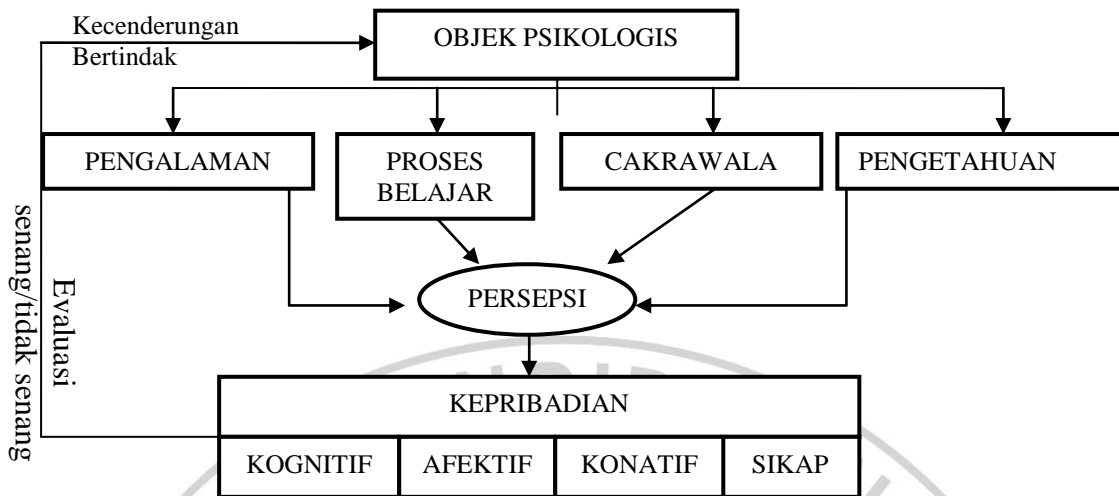 Kecenderungan
Bertindak
OBJEK PSIKOLOGIS
PENGALAMAN
PROSES
BELAJAR
CAKRAWALA
PENGETAHUAN
PERSEPSI
Evaluasi
senang/tidak senang
KEPRIBADIAN
KOGNITIF
AFEKTIF
KONATIF
SIKAP